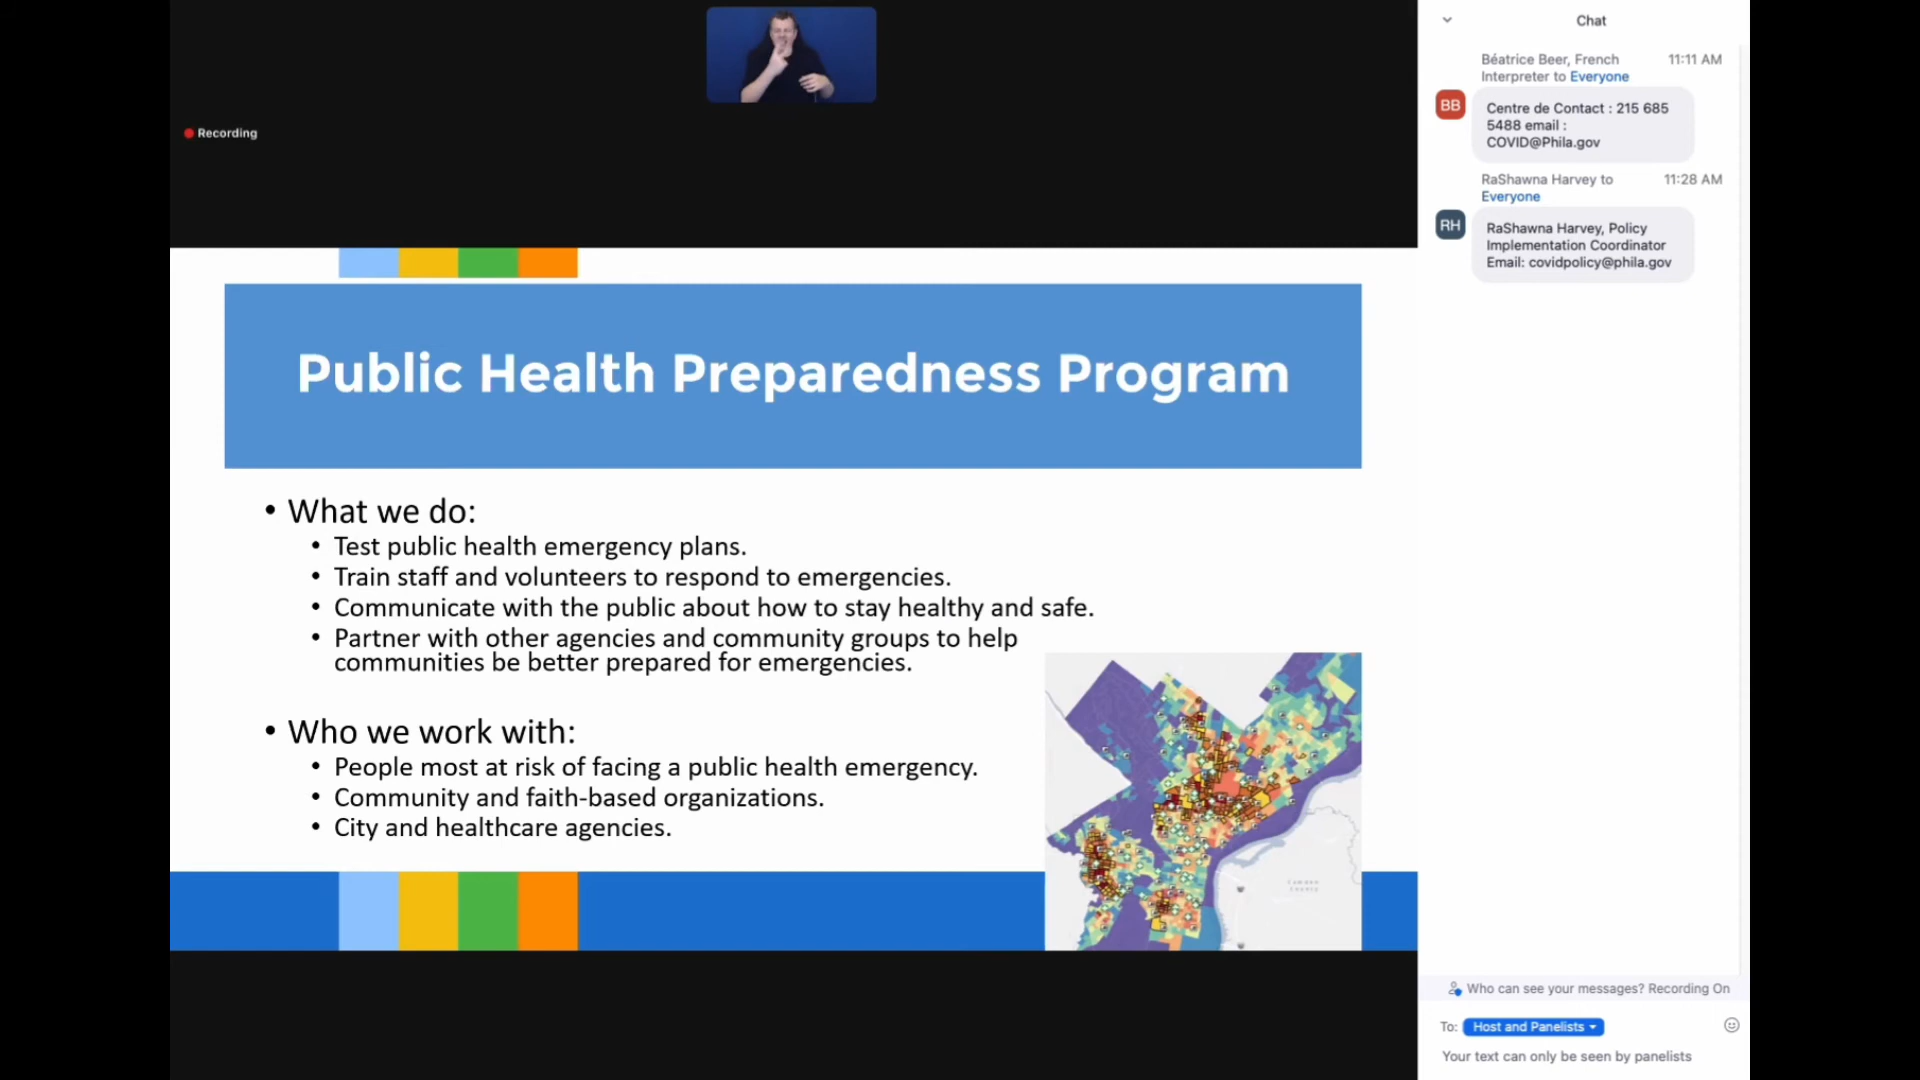 Recording
Public Health Preparedness Program
• What we do:
• Test public health emergency plans.
• Train staff and volunteers to respond to emergencies.
• Communicate with the public about how to stay healthy and safe.
• Partner with other agencies and community groups to help
communities be better prepared for emergencies.
• Who we work with:
• People most at risk of facing a public health emergency.
• Community and faith-based organizations.
• City and healthcare agencies.
Camden
County
Chat
Béatrice Beer, French 11:11 AM
Interpreter to Everyone
BB
Centre de Contact : 215 685
5488 email :
COVID@Phila.gov
RaShawna Harvey to 11:28 AM
Everyone
RH
RaShawna Harvey, Policy
Implementation Coordinator
Email: covidpolicy@phila.gov
Who can see your messages? Recording On
To: Host and Panelists
Your text can only be seen by panelists